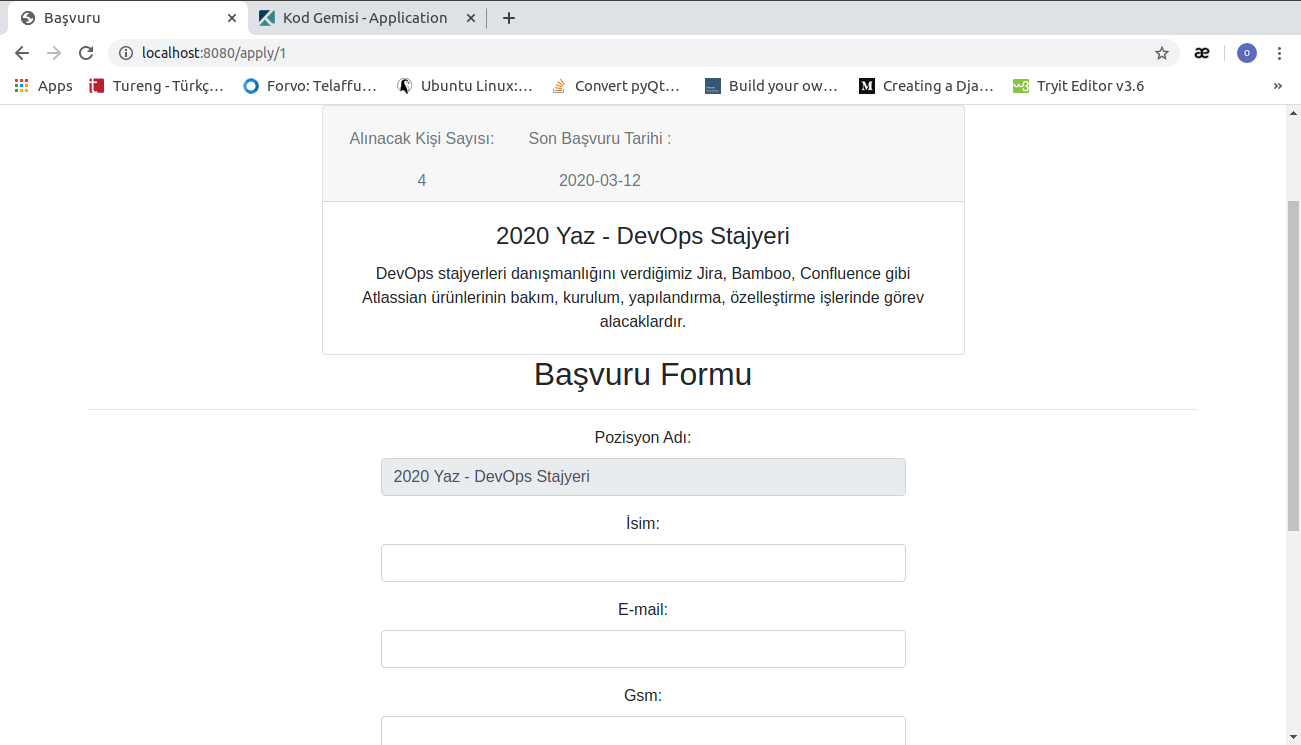 Başvuru
Kod Gemisi - Application
localhost:8080/apply/1
æ
o
Apps
Tureng - Türkç…
Forvo: Telaffu…
Ubuntu Linux:…
Convert pyQt…
Build your ow…
M
Creating a Dja…
w3
Tryit Editor v3.6
»
Alınacak Kişi Sayısı: Son Başvuru Tarihi :
4 2020-03-12
2020 Yaz - DevOps Stajyeri
DevOps stajyerleri danışmanlığını verdiğimiz Jira, Bamboo, Confluence gibi
Atlassian ürünlerinin bakım, kurulum, yapılandırma, özelleştirme işlerinde görev
alacaklardır.
Başvuru Formu
Pozisyon Adı:
2020 Yaz - DevOps Stajyeri
İsim:
E-mail:
Gsm: